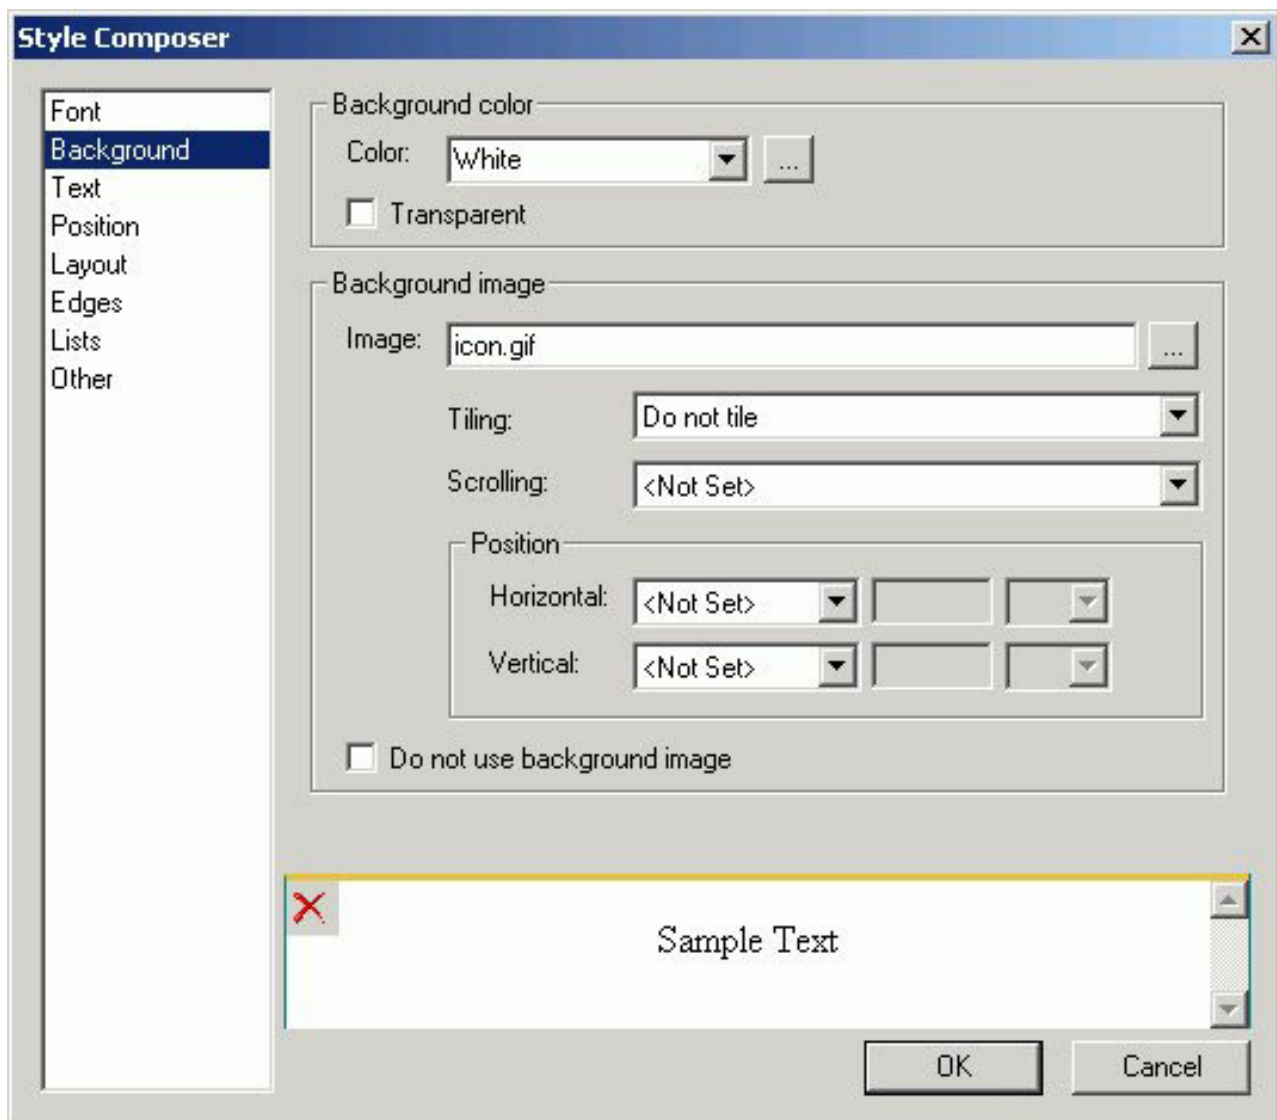 Style Composer
Font
Background
Text
Position
Layout
Edges
Lists
Other
Background color
Color: White ...
Transparent
Background image
Image: icon.gif ...
Tiling: Do not tile
Scrolling: <Not Set>
Position
Horizontal: <Not Set>
Vertical: <Not Set>
Do not use background image
Sample Text
OK Cancel